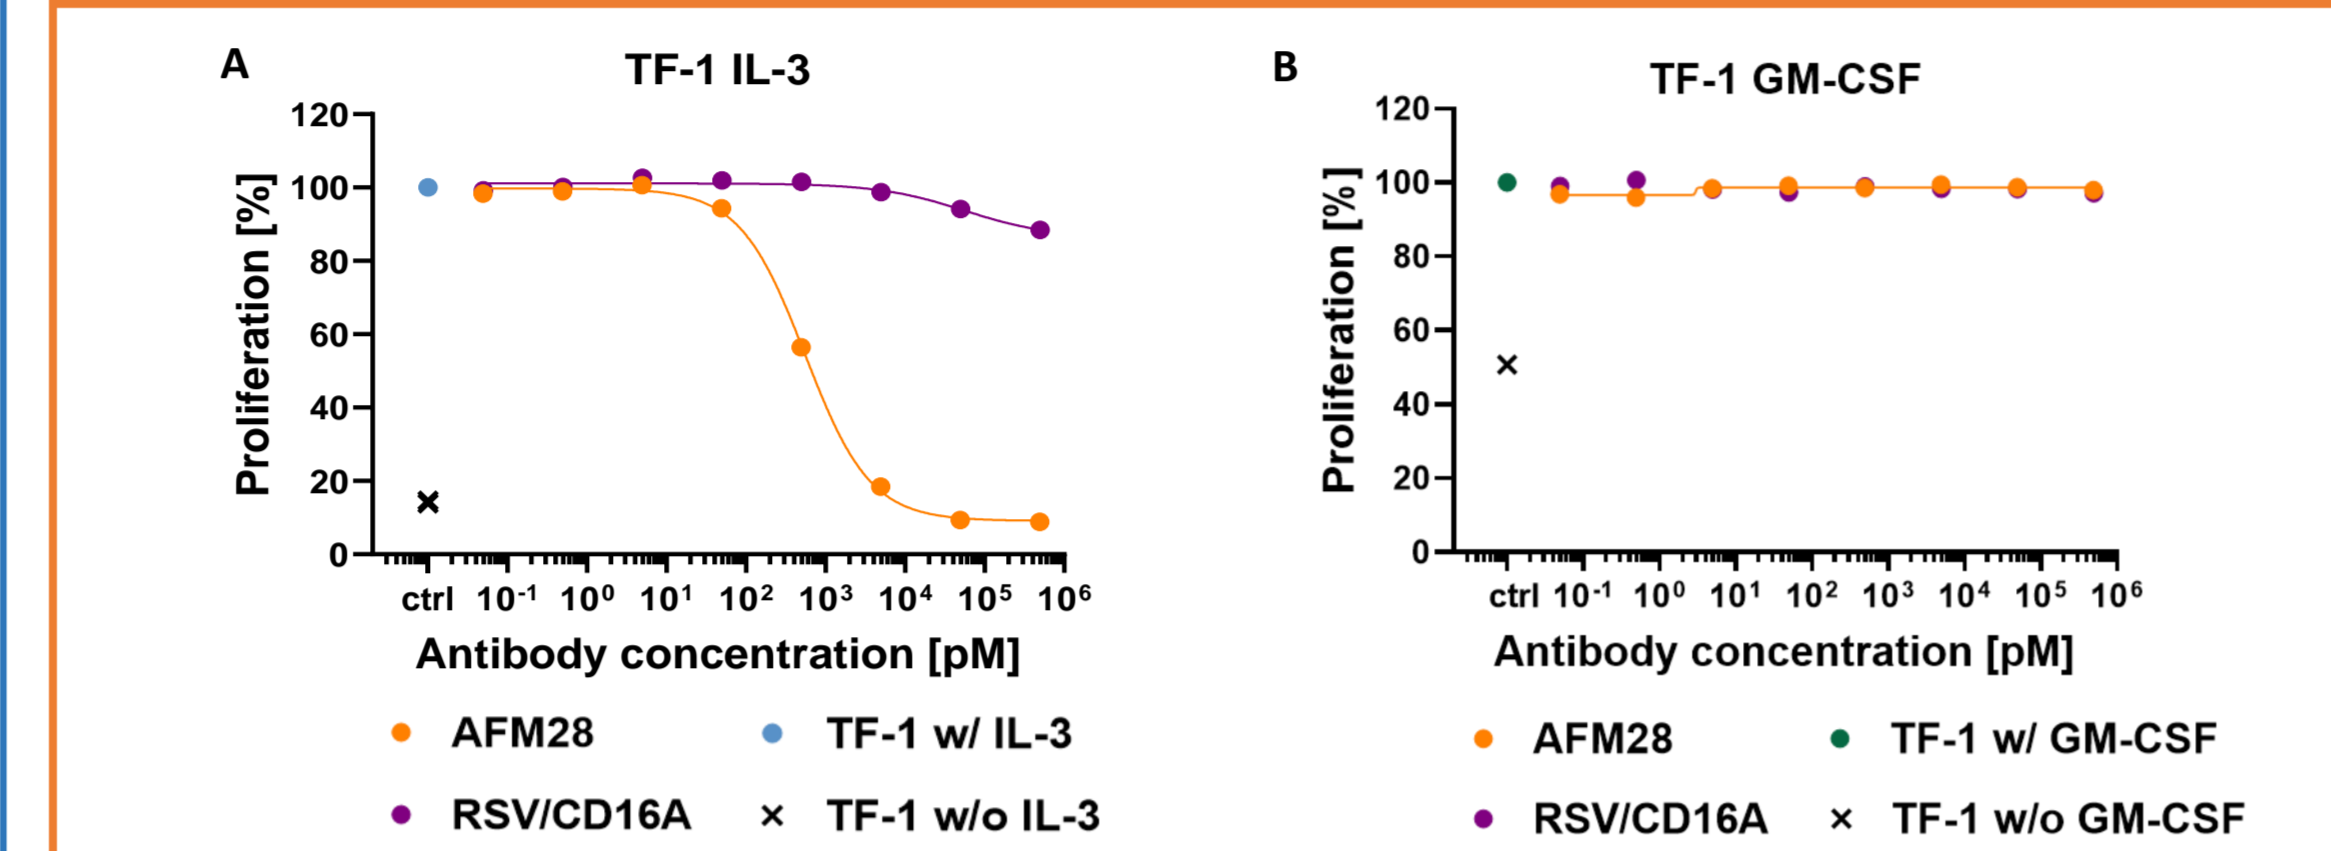 A
TF-1 IL-3
Proliferation [%]
120
100
80
60
40
20
0
ctrl 10⁻¹ 10⁰ 10¹ 10² 10³ 10⁴ 10⁵ 10⁶
Antibody concentration [pM]
AFM28
TF-1 w/ IL-3
RSV/CD16A
TF-1 w/o IL-3
B
TF-1 GM-CSF
Proliferation [%]
120
100
80
60
40
20
0
ctrl 10⁻¹ 10⁰ 10¹ 10² 10³ 10⁴ 10⁵ 10⁶
Antibody concentration [pM]
AFM28
TF-1 w/ GM-CSF
RSV/CD16A
TF-1 w/o GM-CSF